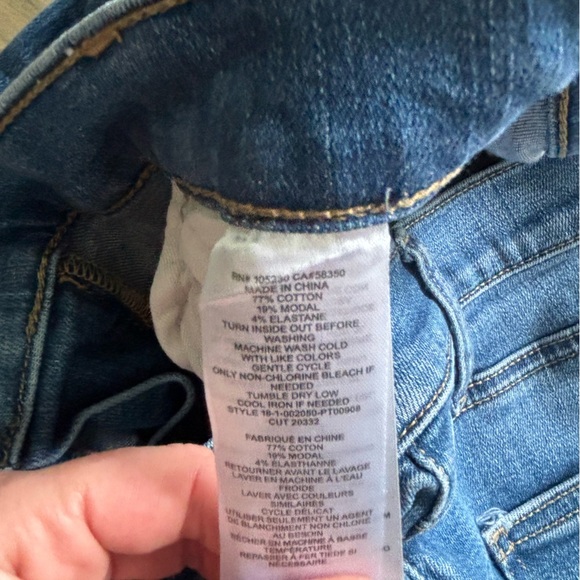 RN# 105230 CA#58350
MADE IN CHINA
77% COTTON
19% MODAL
4% ELASTANE
TURN INSIDE OUT BEFORE
WASHING
MACHINE WASH COLD
WITH LIKE COLORS
GENTLE CYCLE
ONLY NON-CHLORINE BLEACH IF
NEEDED
TUMBLE DRY LOW
COOL IRON IF NEEDED
STYLE 16-1-002050-PT00908
CUT 20332
FABRIQUÉ EN CHINE
77% COTON
19% MODAL
4% ELASTHANNE
RETOURNER AVANT LE LAVAGE
LAVER EN MACHINE À L'EAU
FROIDE
LAVER AVEC COULEURS
SIMILAIRES
CYCLE DÉLICAT
UTILISER SEULEMENT UN AGENT
DE BLANCHIMENT NON CHLORÉ
AU BESOIN
SÉCHER EN MACHINE À BASSE
TEMPÉRATURE
REPASSER À FER TIÈDE SI
NÉCESSAIRE